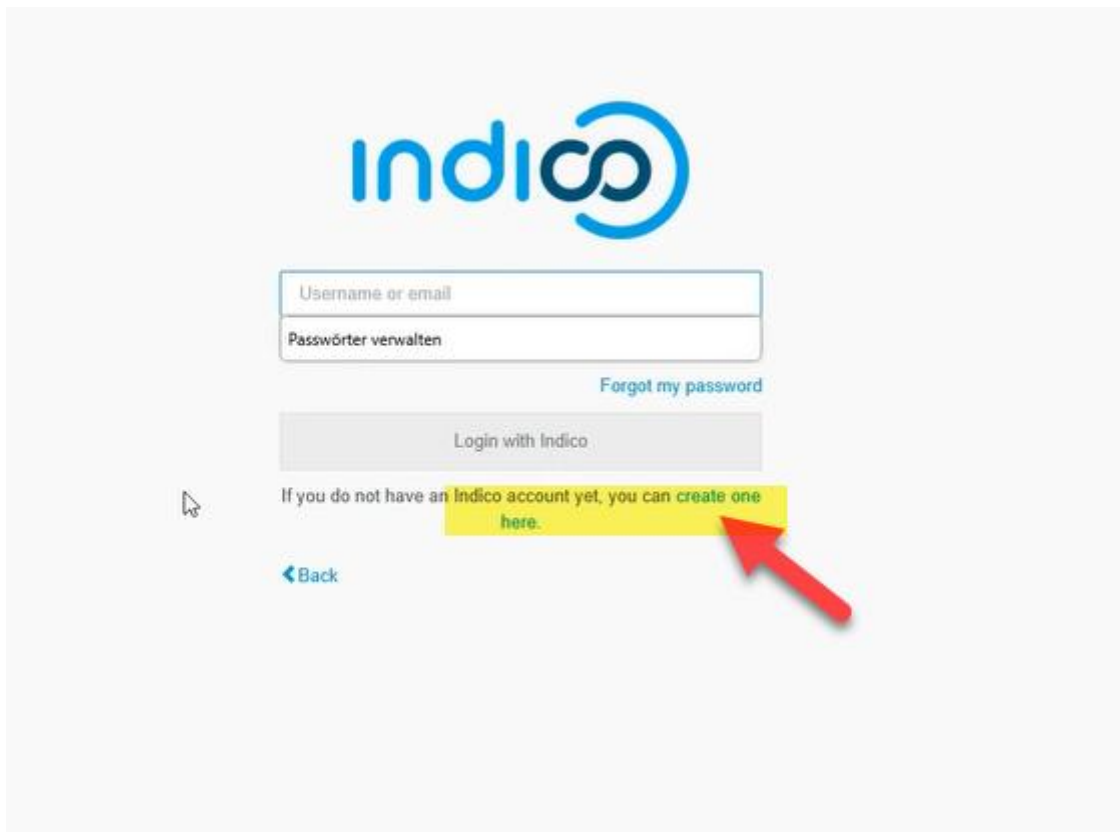 indico
Username or email
Passwörter verwalten
Forgot my password
Login with Indico
If you do not have an Indico account yet, you can create one
here.
Back